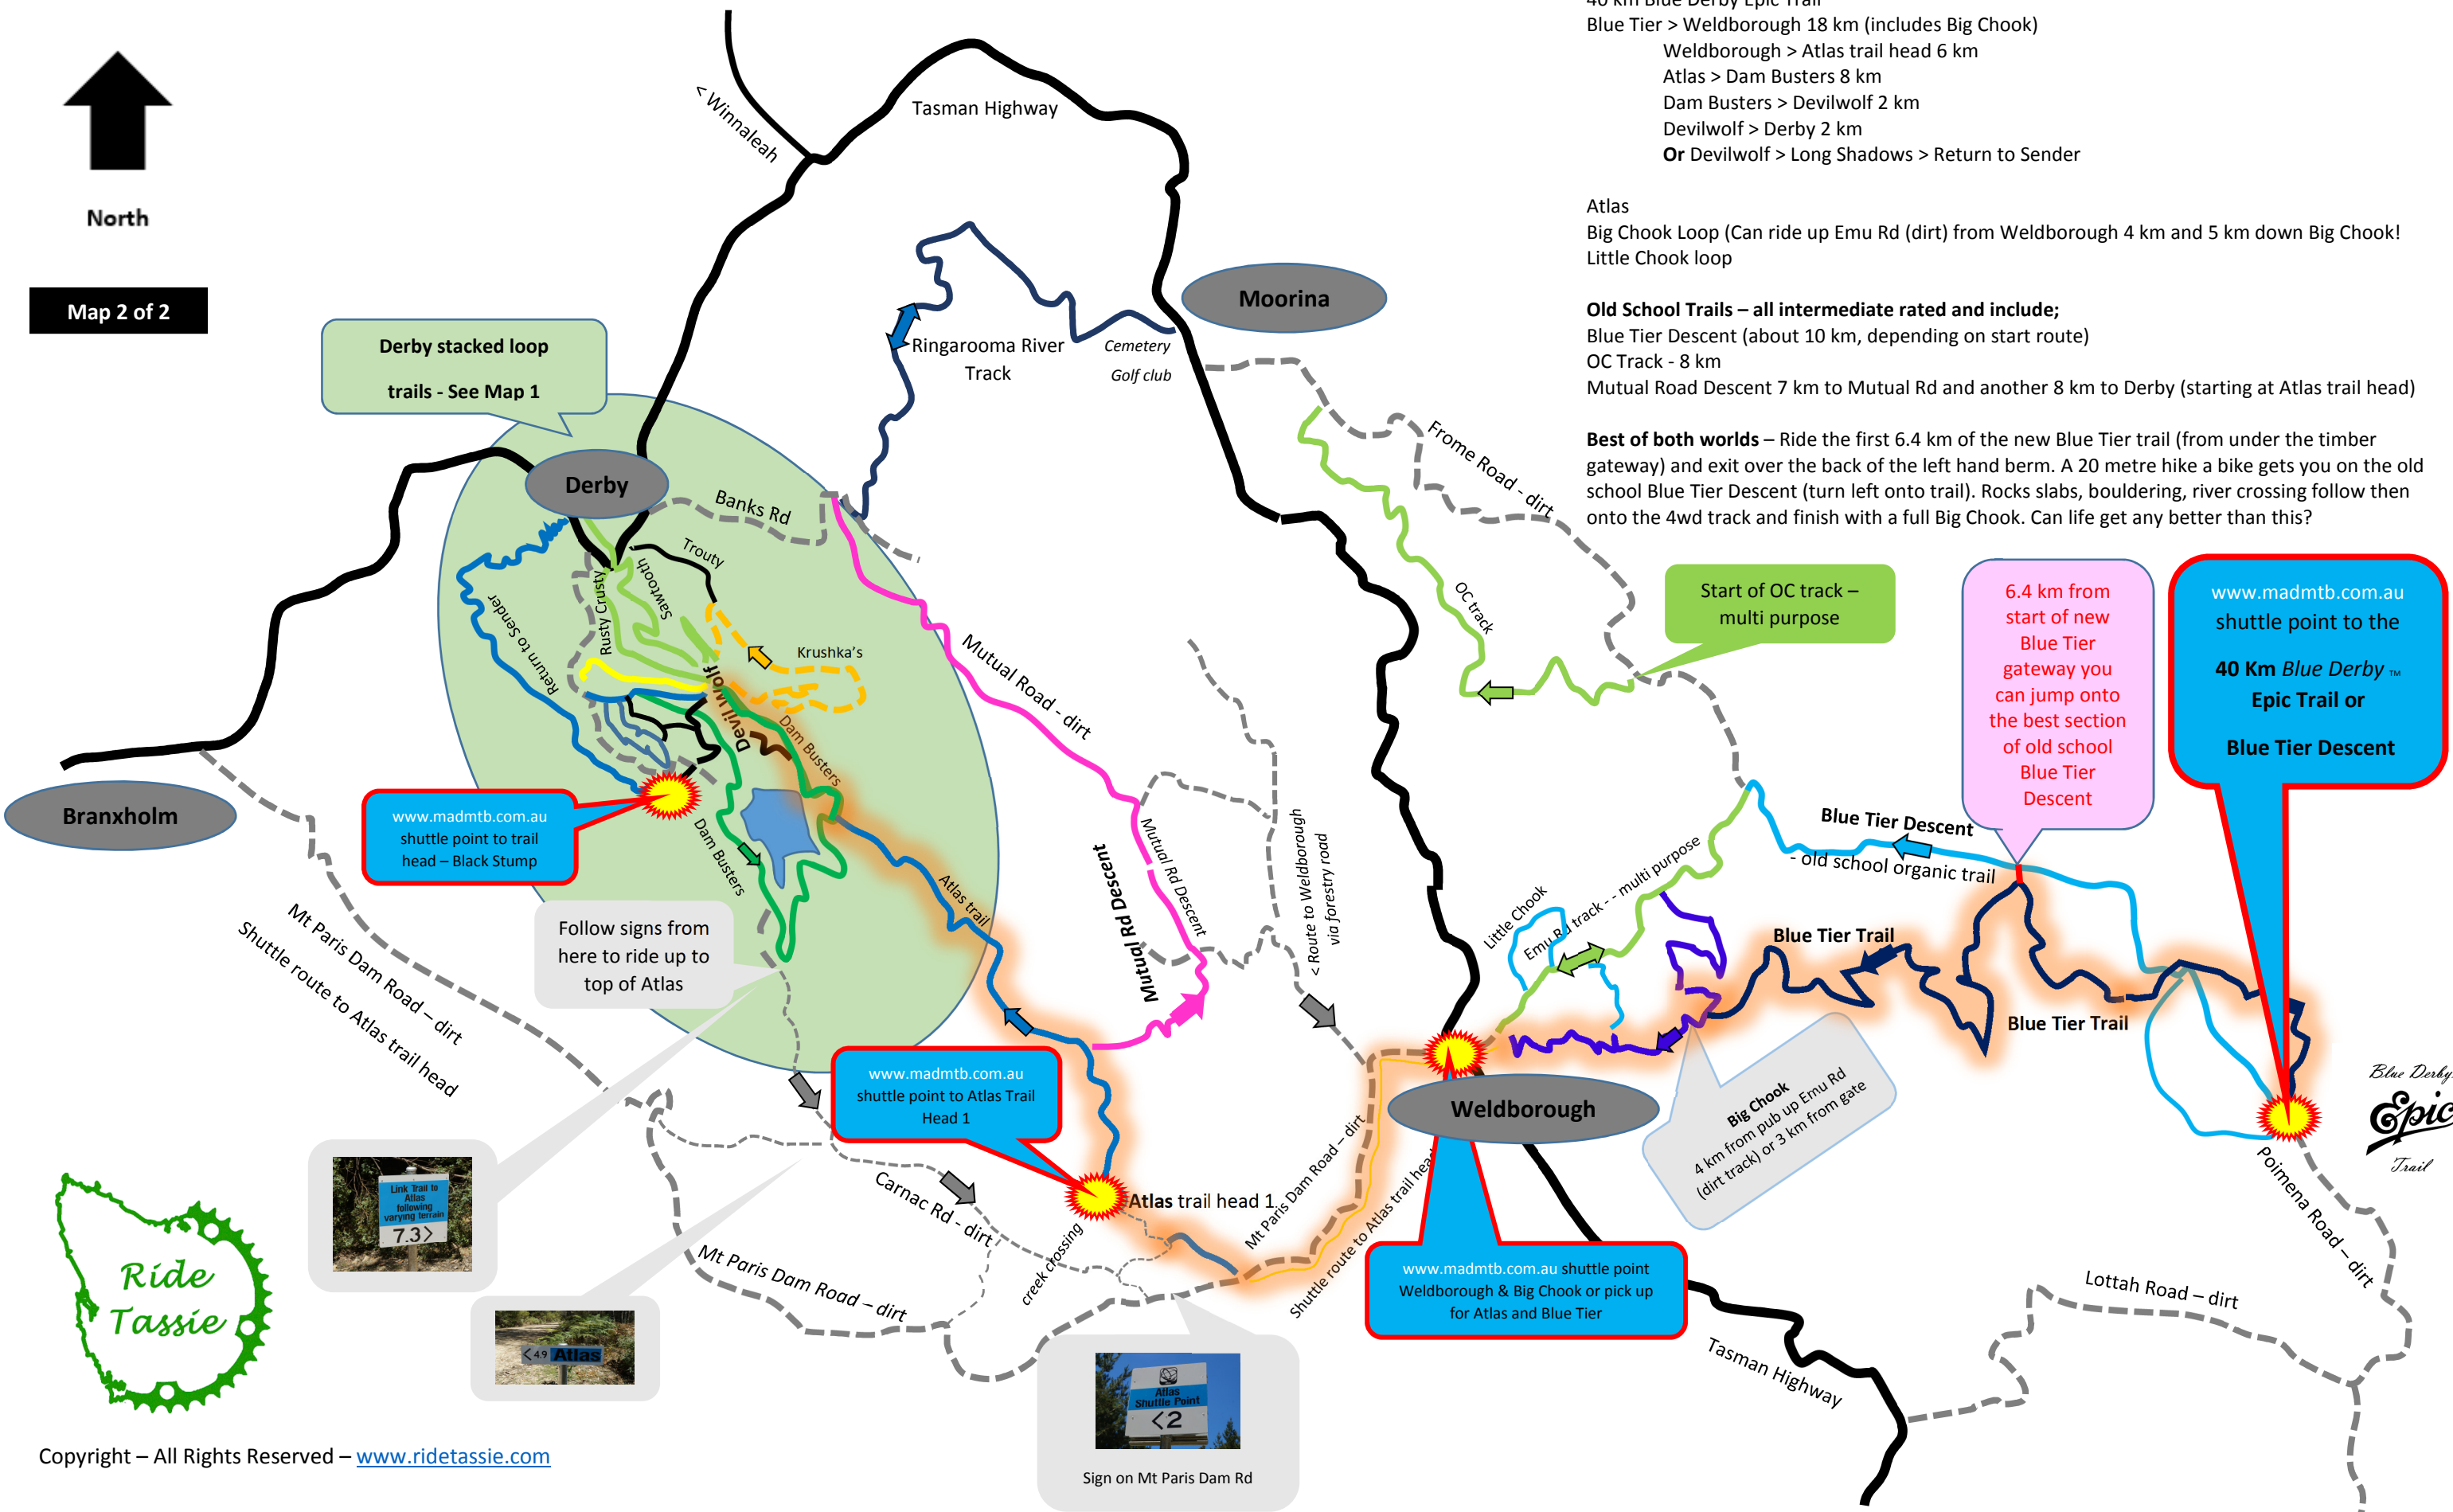 40 km Blue Derby Epic Trail
Blue Tier > Weldborough 18 km (includes Big Chook)
Weldborough > Atlas trail head 6 km
Atlas > Dam Busters 8 km
Dam Busters > Devilwolf 2 km
Devilwolf > Derby 2 km
Or Devilwolf > Long Shadows > Return to Sender
Atlas
Big Chook Loop (Can ride up Emu Rd (dirt) from Weldborough 4 km and 5 km down Big Chook!
Little Chook loop
Old School Trails – all intermediate rated and include;
Blue Tier Descent (about 10 km, depending on start route)
OC Track - 8 km
Mutual Road Descent 7 km to Mutual Rd and another 8 km to Derby (starting at Atlas trail head)
Best of both worlds – Ride the first 6.4 km of the new Blue Tier trail (from under the timber
gateway) and exit over the back of the left hand berm. A 20 metre hike a bike gets you on the old
school Blue Tier Descent (turn left onto trail). Rocks slabs, bouldering, river crossing follow then
onto the 4wd track and finish with a full Big Chook. Can life get any better than this?
North
Map 2 of 2
< Winnaleah
Tasman Highway
Moorina
Derby stacked loop
trails - See Map 1
Ringarooma River
Track
Cemetery
Golf club
Frome Road - dirt
Derby
Banks Rd
Trouty
Sawtooth
Rusty Crusty
Return to Sender
Krushka's
Devil Wolf
Dam Busters
Mutual Road - dirt
OC track
Start of OC track –
multi purpose
6.4 km from
start of new
Blue Tier
gateway you
can jump onto
the best section
of old school
Blue Tier
Descent
www.madmtb.com.au
shuttle point to the
40 Km Blue Derby ™
Epic Trail or
Blue Tier Descent
Branxholm
www.madmtb.com.au
shuttle point to trail
head – Black Stump
Dam Busters
Atlas trail
Mutual Rd Descent
Mutual Rd Descent
< Route to Weldborough
via forestry road
Little Chook
Emu Rd track - - multi purpose
Blue Tier Descent
- old school organic trail
Blue Tier Trail
Blue Tier Trail
Follow signs from
here to ride up to
top of Atlas
Mt Paris Dam Road – dirt
Shuttle route to Atlas trail head
www.madmtb.com.au
shuttle point to Atlas Trail
Head 1
Weldborough
Big Chook
4 km from pub up Emu Rd
(dirt track) or 3 km from gate
Blue Derby
Epic
Trail
Poimena Road – dirt
Link Trail to
Atlas
following
varying terrain
7.3>
Carnac Rd - dirt
Atlas trail head 1
creek crossing
Mt Paris Dam Road – dirt
Shuttle route to Atlas trail head
Mt Paris Dam Road – dirt
www.madmtb.com.au shuttle point
Weldborough & Big Chook or pick up
for Atlas and Blue Tier
Lottah Road – dirt
Tasman Highway
Ride
Tassie
<4.9 Atlas
Atlas
Shuttle Point
<2
Sign on Mt Paris Dam Rd
Copyright – All Rights Reserved – www.ridetassie.com